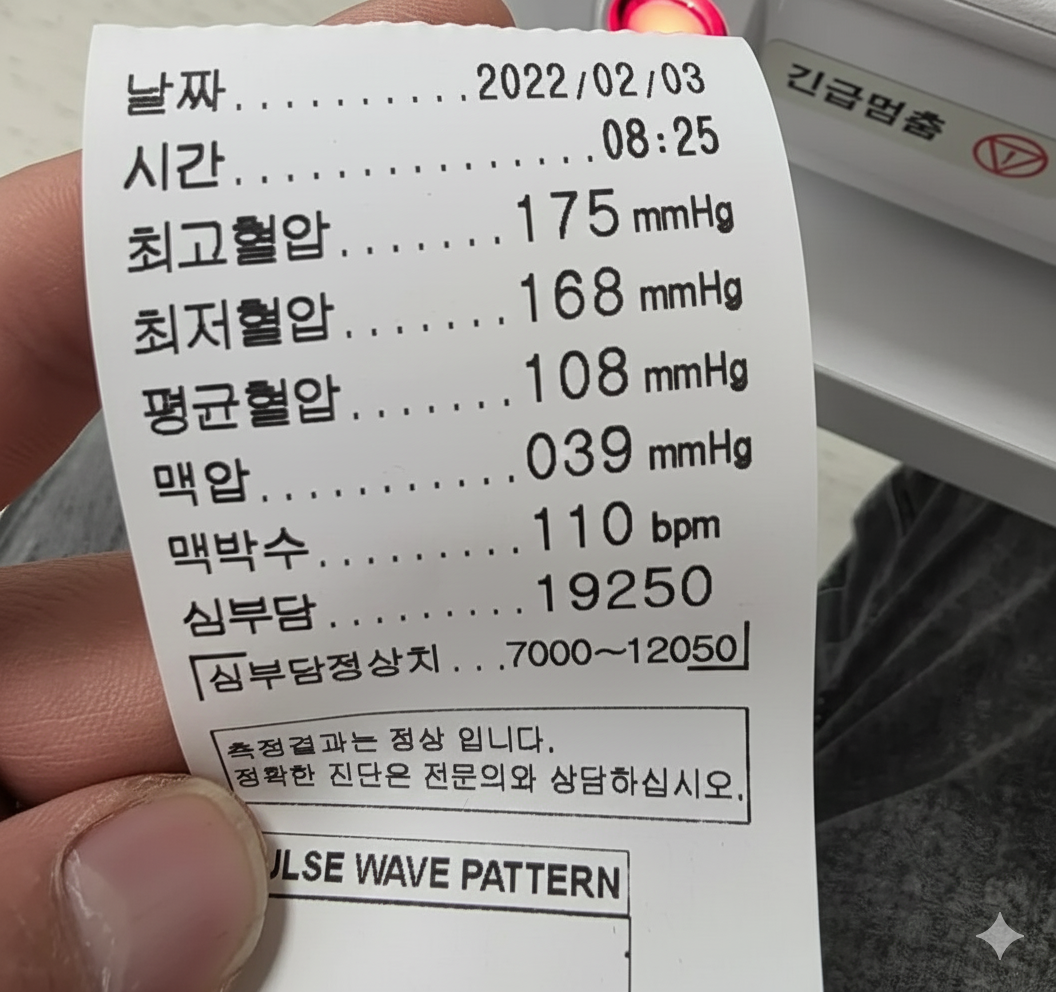 날짜..........2022/02/03
시간..............08:25
최고혈압.......175 mmHg
최저혈압.......168 mmHg
평균혈압.......108 mmHg
맥압...........039 mmHg
맥박수.........110 bpm
심부담.........19250
심부담정상치...7000~12050
측정결과는 정상 입니다.
정확한 진단은 전문의와 상담하십시오.
ULSE WAVE PATTERN
긴급멈춤